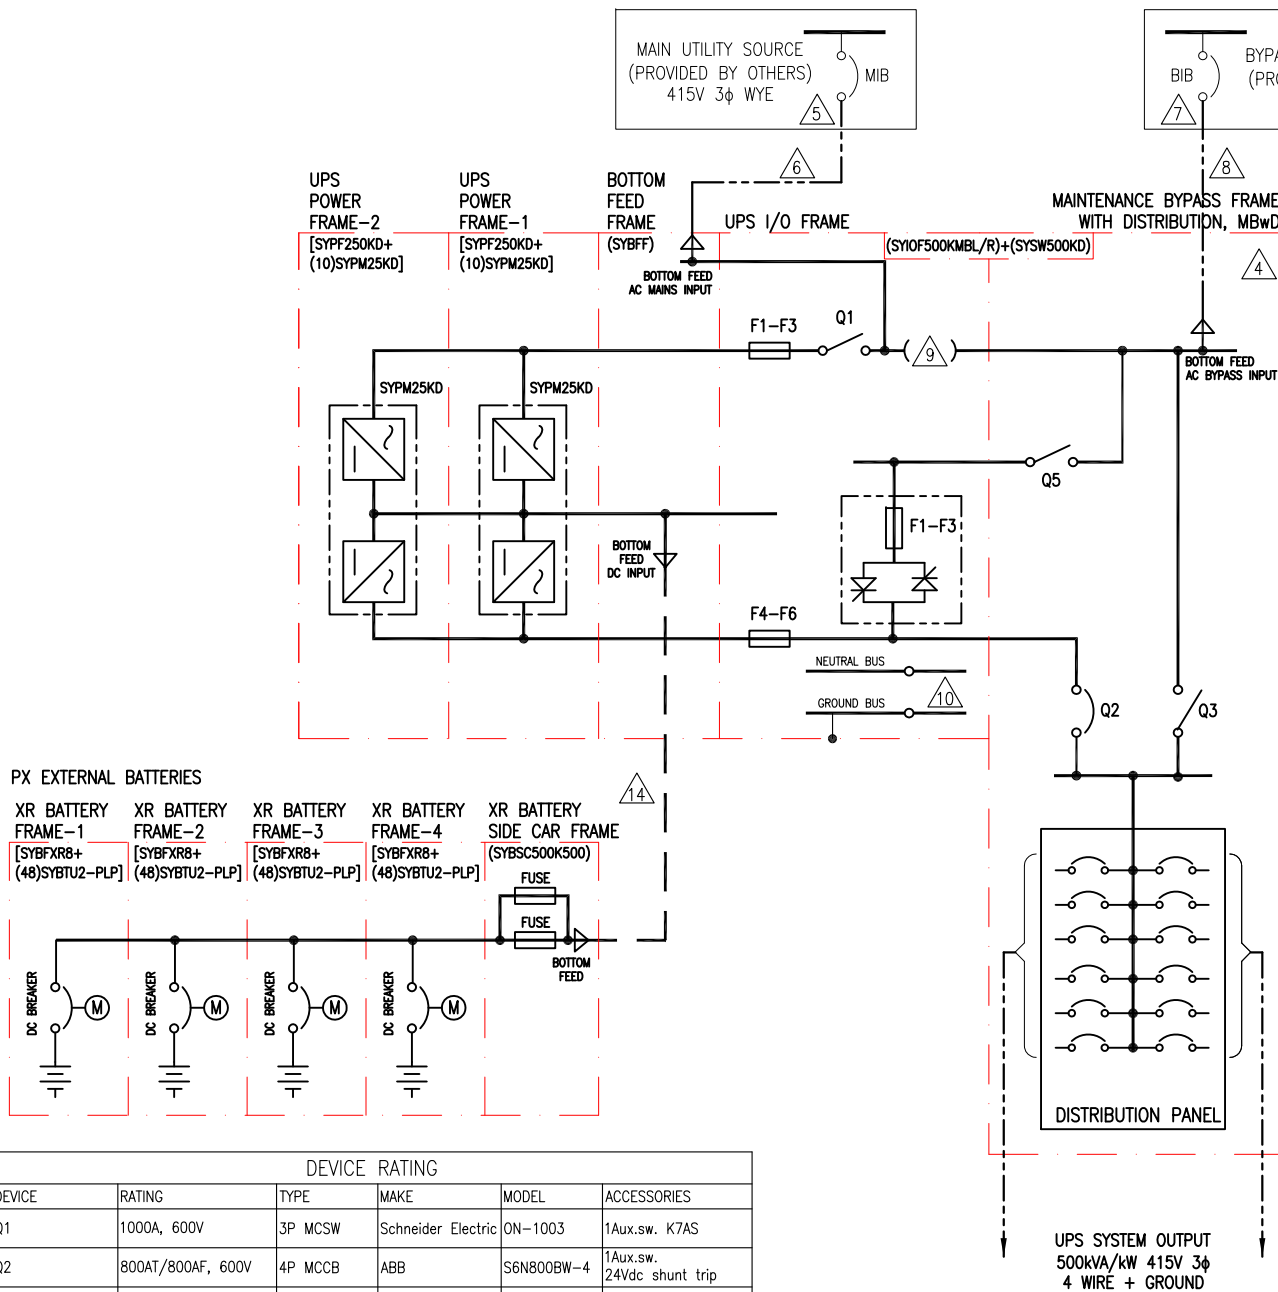 MAIN UTILITY SOURCE
(PROVIDED BY OTHERS)
415V 3ϕ WYE
MIB
5
BIB
7
6
8
UPS
POWER
FRAME-2
[SYPF250KD+
(10)SYPM25KD]
UPS
POWER
FRAME-1
[SYPF250KD+
(10)SYPM25KD]
BOTTOM
FEED
FRAME
(SYBFF)
UPS I/O FRAME
(SYIOF500KMBL/R)+(SYSW500KD)
MAINTENANCE BYPASS FRAME
WITH DISTRIBUTION, MBwD
4
BOTTOM FEED
AC MAINS INPUT
F1-F3
Q1
9
BOTTOM FEED
AC BYPASS INPUT
SYPM25KD
SYPM25KD
Q5
F1-F3
BOTTOM
FEED
DC INPUT
F4-F6
NEUTRAL BUS
GROUND BUS
10
Q2
Q3
14
PX EXTERNAL BATTERIES
XR BATTERY
FRAME-1
[SYBFXR8+
(48)SYBTU2-PLP]
XR BATTERY
FRAME-2
[SYBFXR8+
(48)SYBTU2-PLP]
XR BATTERY
FRAME-3
[SYBFXR8+
(48)SYBTU2-PLP]
XR BATTERY
FRAME-4
[SYBFXR8+
(48)SYBTU2-PLP]
XR BATTERY
SIDE CAR FRAME
(SYBSC500K500)
FUSE
FUSE
BOTTOM
FEED
DC BREAKER
M
DC BREAKER
M
DC BREAKER
M
DC BREAKER
M
DISTRIBUTION PANEL
UPS SYSTEM OUTPUT
500kVA/kW 415V 3ϕ
4 WIRE + GROUND
DEVICE RATING
DEVICE RATING TYPE MAKE MODEL ACCESSORIES
Q1 1000A, 600V 3P MCSW Schneider Electric ON-1003 1Aux.sw. K7AS
Q2 800AT/800AF, 600V 4P MCCB ABB S6N800BW-4 1Aux.sw.
24Vdc shunt trip